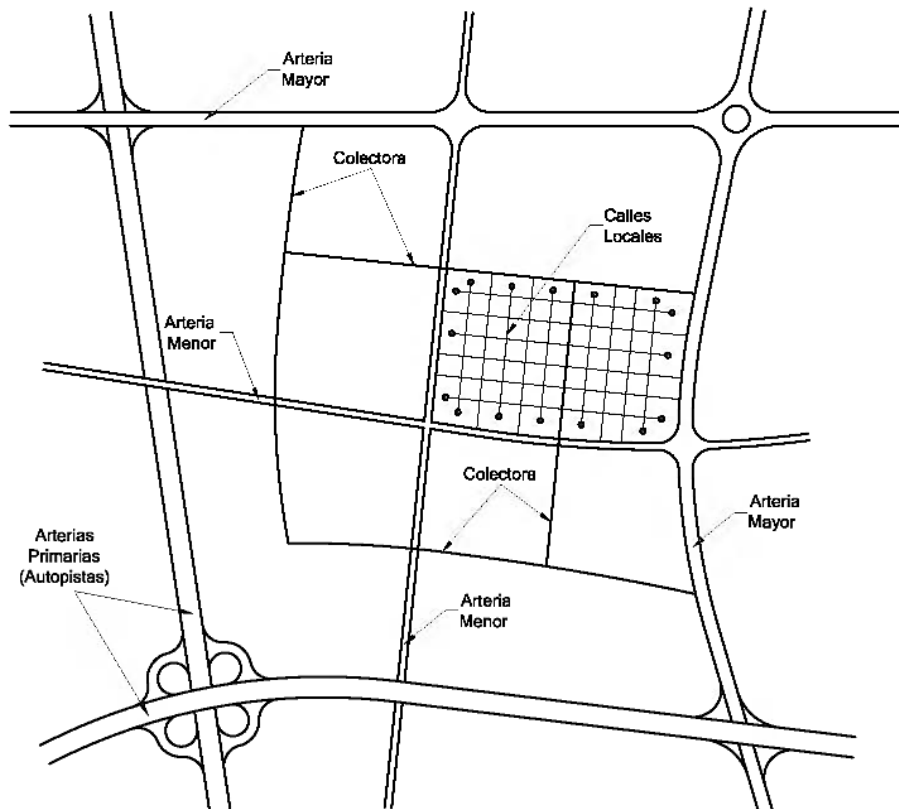 Arteria
Mayor
Colectora
Calles
Locales
Arteria
Menor
Colectora
Arteria
Mayor
Arterias
Primarias
(Autopistas)
Arteria
Menor